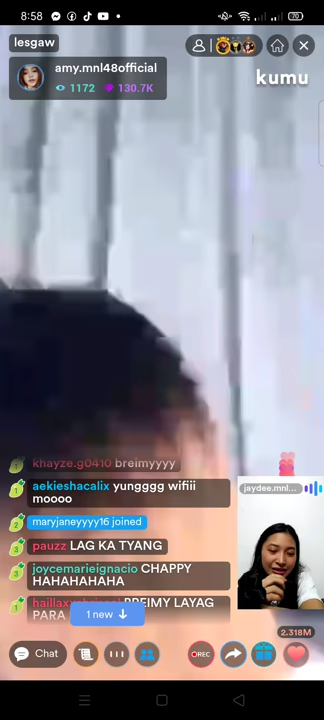 8:58
70
lesgaw
amy.mnl48official
1172 130.7K
kumu
khayze.g0410 breimyyyy
aekieshacalix yungggg wifiii
moooo
jaydee.mnl...
maryjaneyyyy16 joined
pauzz LAG KA TYANG
joycemarieignacio CHAPPY
HAHAHAHAHA
BREIMY LAYAG
PARA
1 new
2.318M
Chat
REC